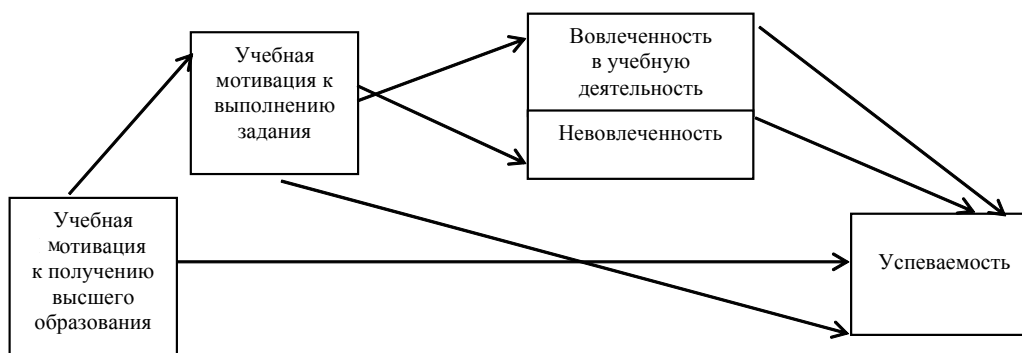 Учебная
мотивация к
выполнению
задания
Вовлеченность
в учебную
деятельность
Невовлеченность
Учебная
мотивация
к получению
высшего
образования
Успеваемость